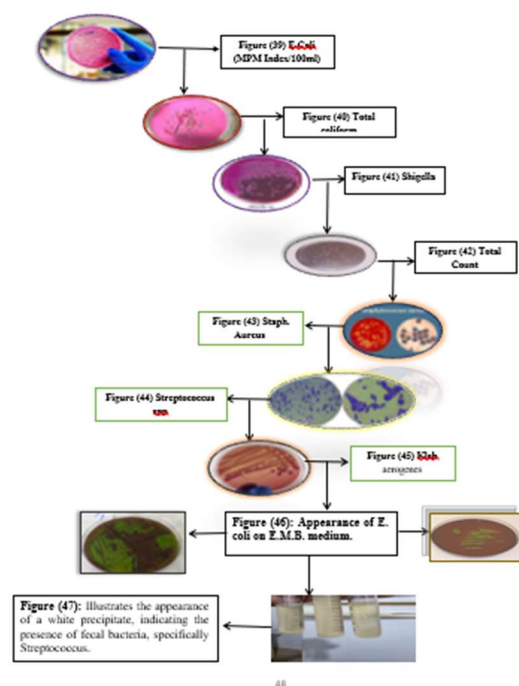 Figure (39) E.Coli
(MPM Index/100ml)
Figure (40) Total
coliform
Figure (41) Shigella
Figure (42) Total
Count
Figure (43) Staph.
Aureus
Figure (44) Streptococcus
spp.
Figure (45) Kleb.
aerogenes
Figure (46): Appearance of E.
coli on E.M.B. medium.
Figure (47): Illustrates the appearance
of a white precipitate, indicating the
presence of fecal bacteria, specifically
Streptococcus.
48